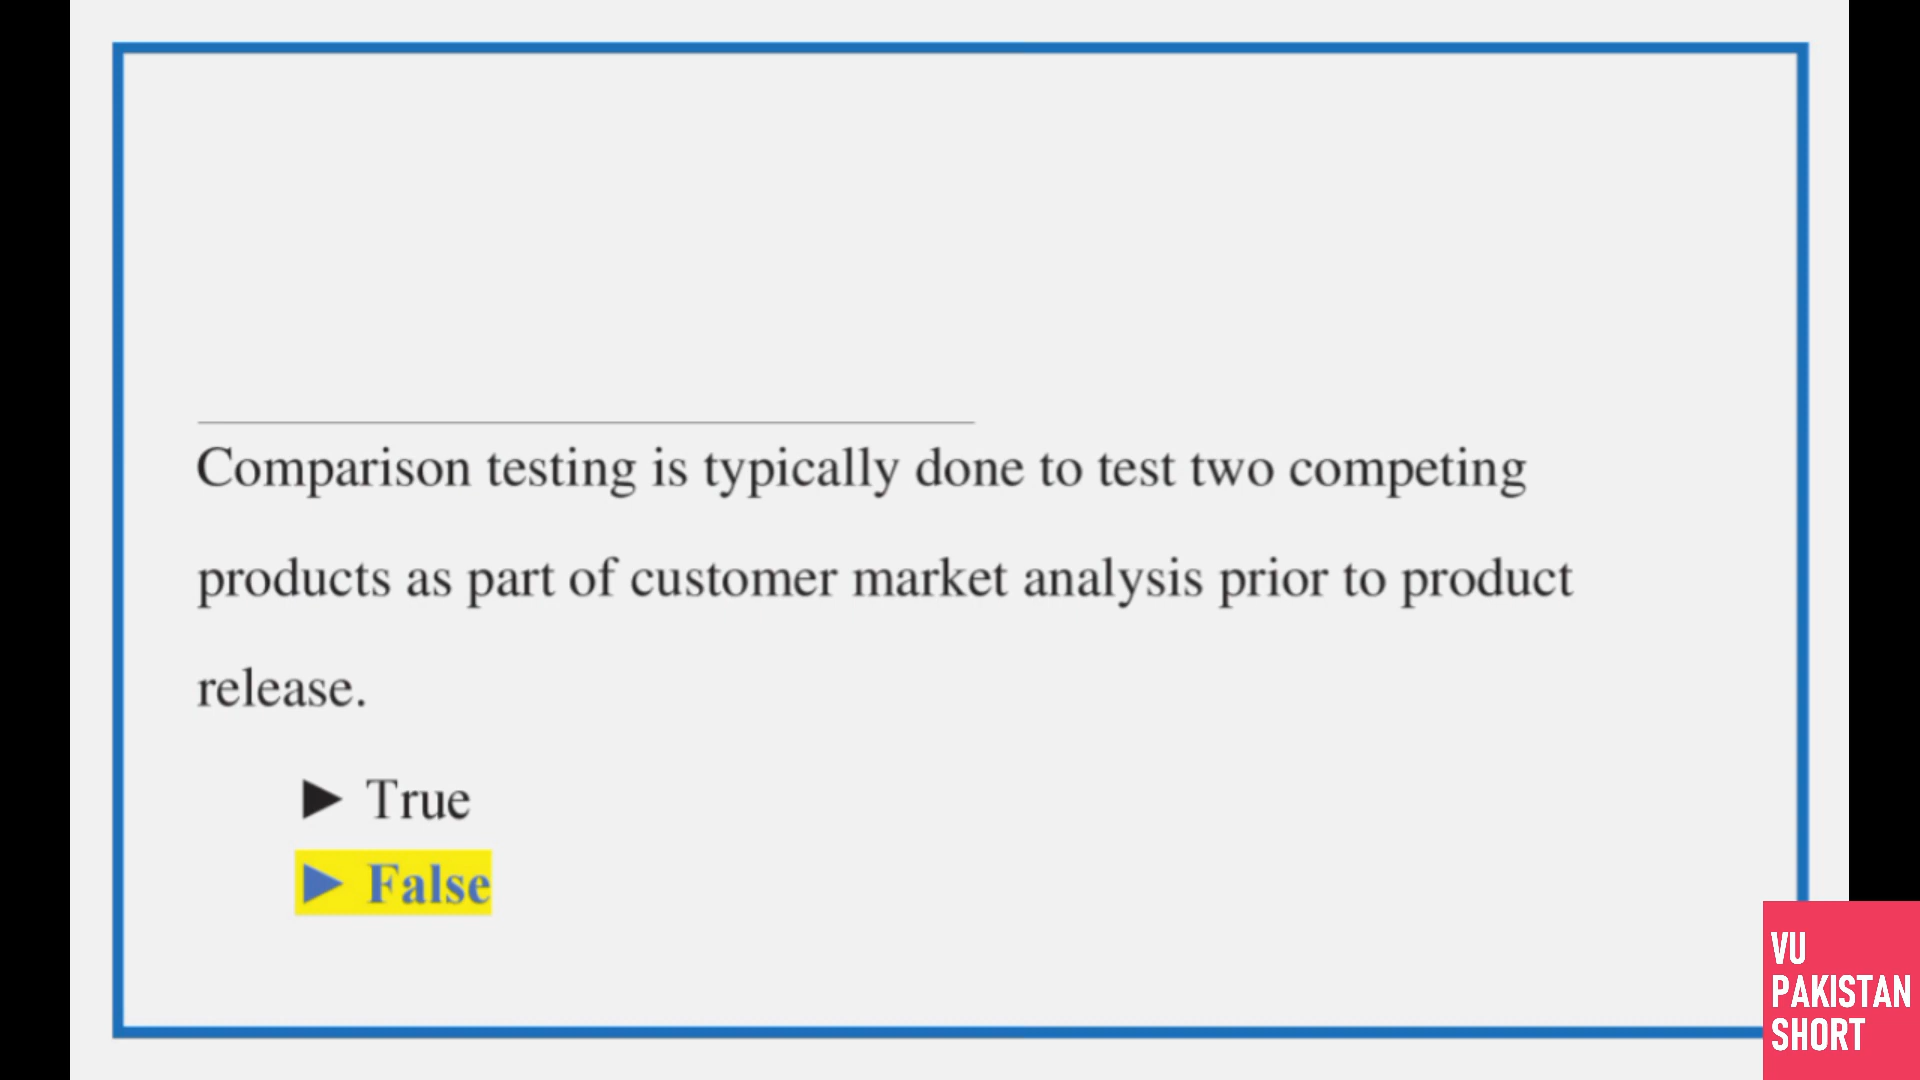 Comparison testing is typically done to test two competing
products as part of customer market analysis prior to product
release.
► True
► False
VU
PAKISTAN
SHORT